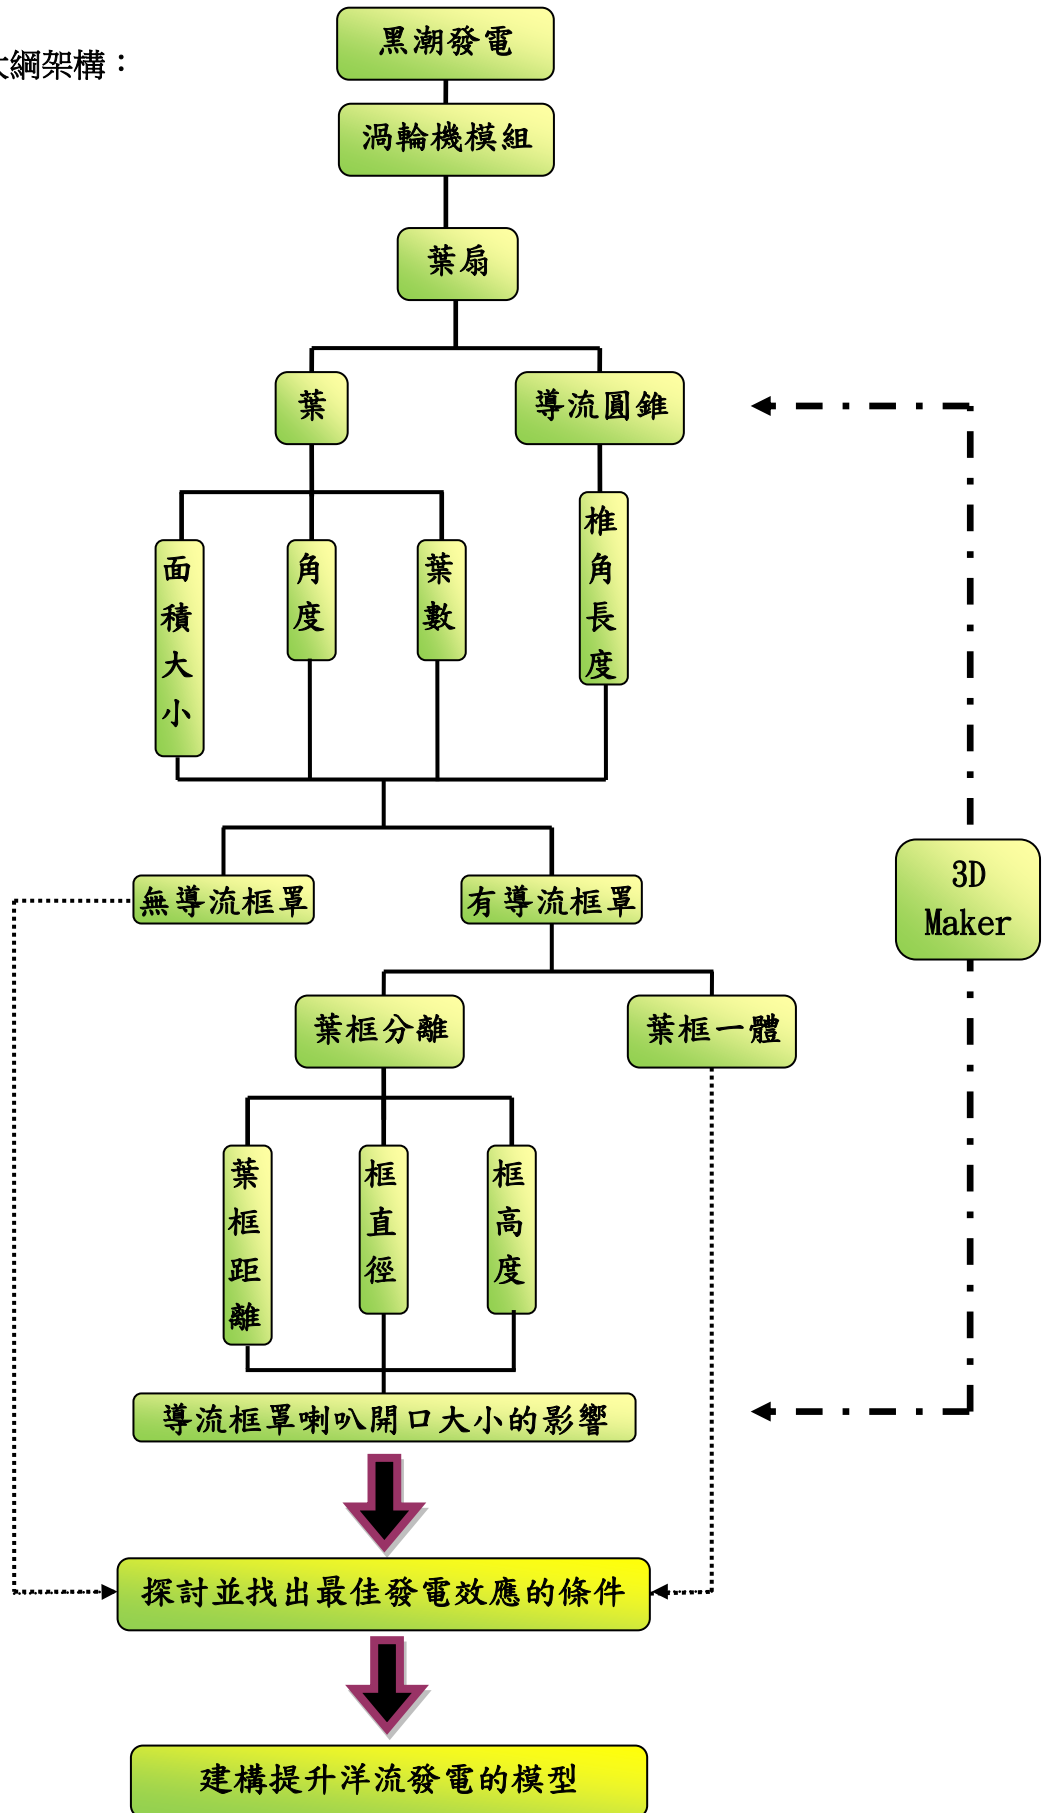 黑潮發電
大綱架構：
渦輪機模組
葉扇
葉
導流圓錐
面積大小
角度
葉數
椎角長度
3D
Maker
無導流框罩
有導流框罩
葉框分離
葉框一體
葉框距離
框直徑
框高度
導流框罩喇叭開口大小的影響
探討並找出最佳發電效應的條件
建構提升洋流發電的模型